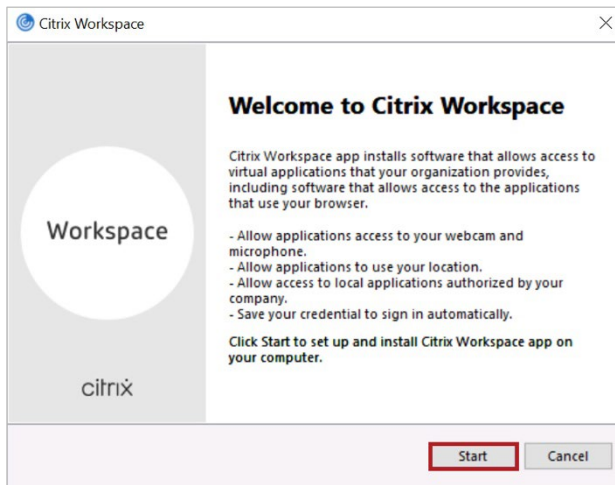 Citrix Workspace
Welcome to Citrix Workspace
Citrix Workspace app installs software that allows access to
virtual applications that your organization provides,
including software that allows access to the applications
that use your browser.
- Allow applications access to your webcam and
microphone.
- Allow applications to use your location.
- Allow access to local applications authorized by your
company.
- Save your credential to sign in automatically.
Click Start to set up and install Citrix Workspace app on
your computer.
Workspace
citrix
Start
Cancel